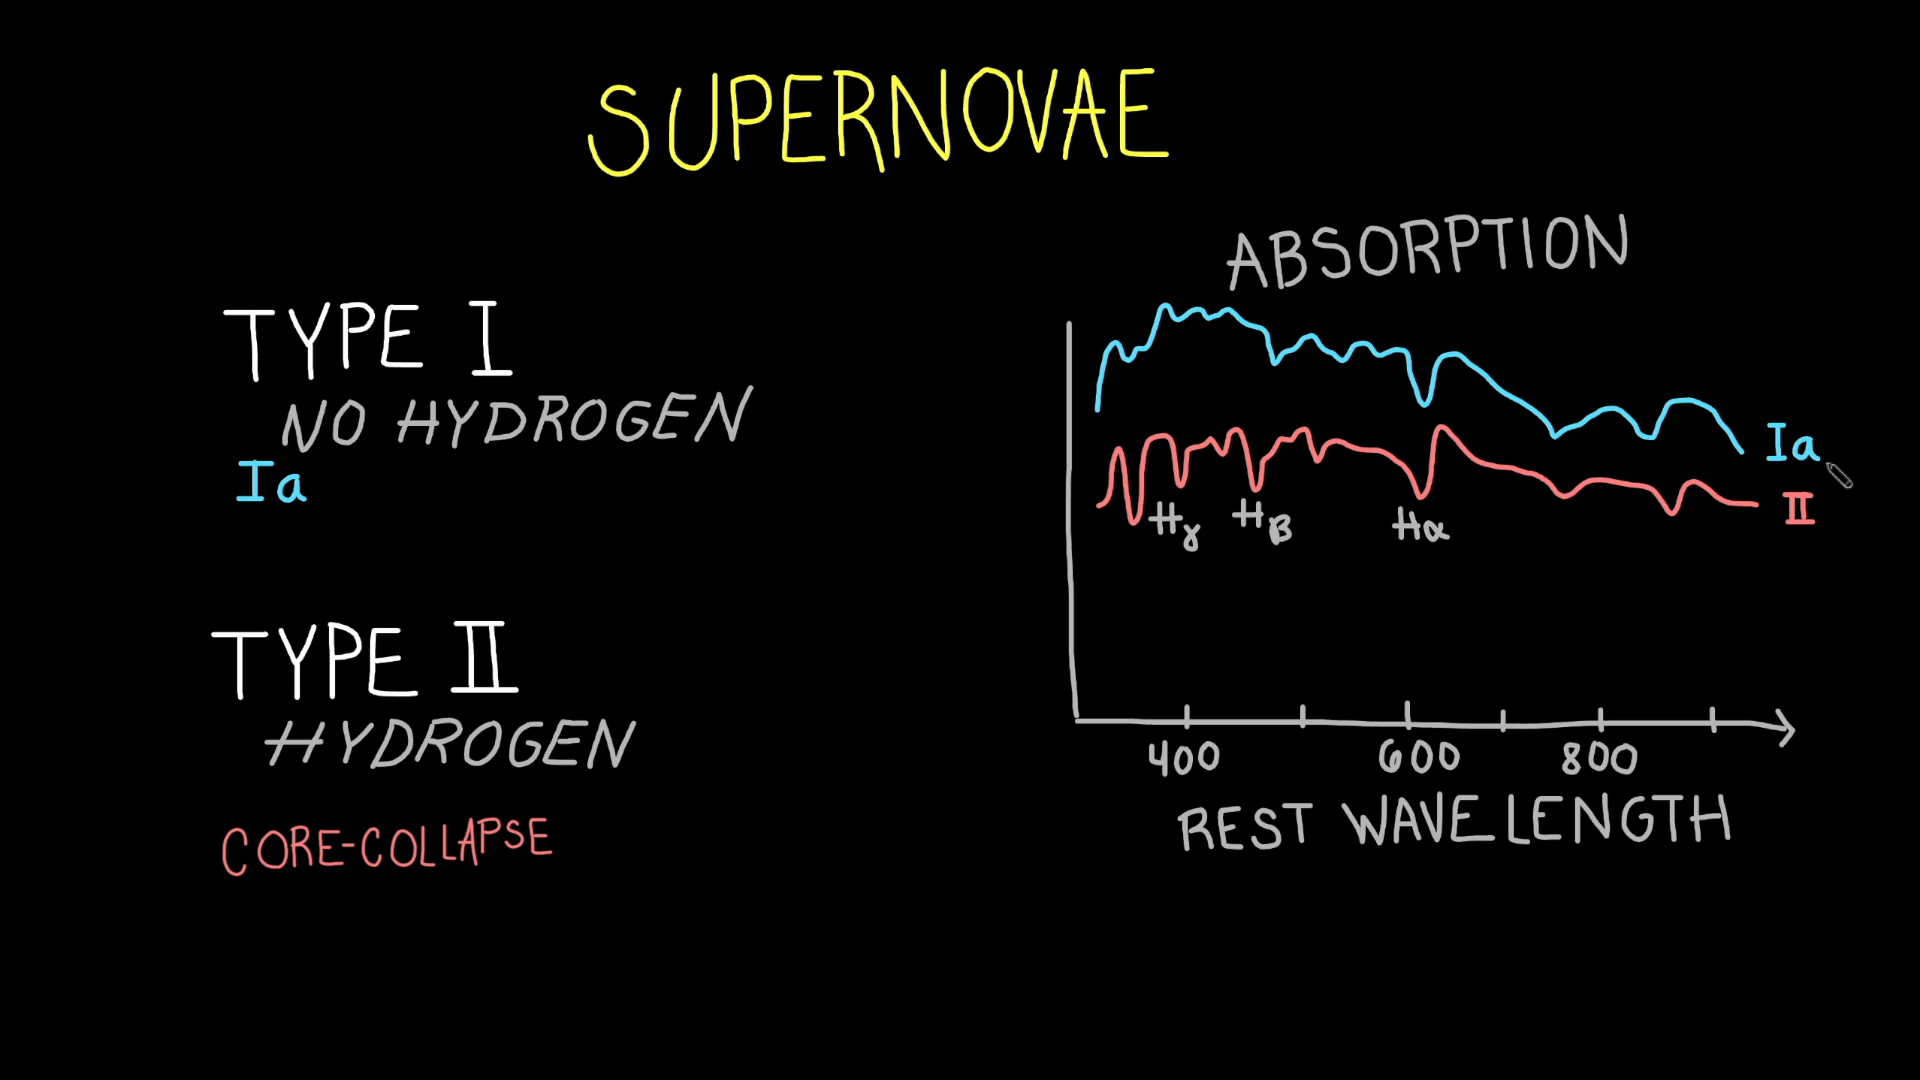 SUPERNOVAE
TYPE I
NO HYDROGEN
Ia
TYPE II
HYDROGEN
CORE-COLLAPSE
ABSORPTION
Ia
II
Hγ Hβ Hα
400 600 800
REST WAVELENGTH